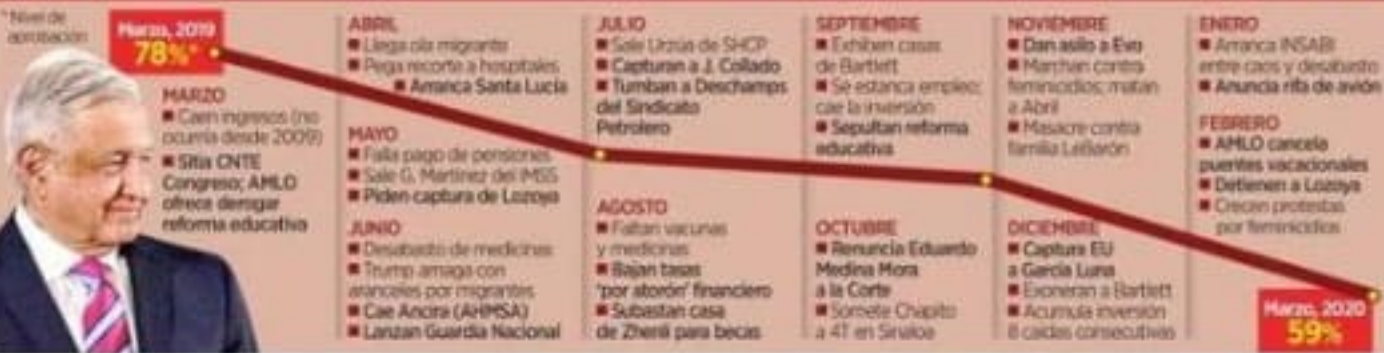 * Nivel de
aprobación
Marzo, 2019
78%*
MARZO
■ Caen ingresos (no
ocurría desde 2009)
■ Sitia CNTE
Congreso; AMLO
ofrece derogar
reforma educativa
ABRIL
■ Llega ola migrante
■ Pega recorte a hospitales
■ Arranca Santa Lucía
MAYO
■ Falla pago de pensiones
■ Sale G. Martínez del IMSS
■ Piden captura de Lozoya
JUNIO
■ Desabasto de medicinas
■ Trump amaga con
aranceles por migrantes
■ Cae Ancira (AHMSA)
■ Lanzan Guardia Nacional
JULIO
■ Sale Urzúa de SHCP
■ Capturan a J. Collado
■ Tumban a Deschamps
del Sindicato
Petrolero
AGOSTO
■ Faltan vacunas
y medicinas
■ Bajan tasas
'por atorón' financiero
■ Subastan casa
de Zhenli para becas
SEPTIEMBRE
■ Exhiben casas
de Bartlett
■ Se estanca empleo;
cae la inversión
■ Sepultan reforma
educativa
OCTUBRE
■ Renuncia Eduardo
Medina Mora
a la Corte
■ Somete Chapito
a 4T en Sinaloa
NOVIEMBRE
■ Dan asilo a Evo
■ Marchan contra
feminicidios; matan
a Abril
■ Masacre contra
familia LeBarón
DICIEMBRE
■ Captura EU
a García Luna
■ Exoneran a Bartlett
■ Acumula inversión
8 caídas consecutivas
ENERO
■ Arranca INSABI
entre caos y desabasto
■ Anuncia rifa de avión
FEBRERO
■ AMLO cancela
puentes vacacionales
■ Detienen a Lozoya
■ Crecen protestas
por feminicidios
Marzo, 2020
59%